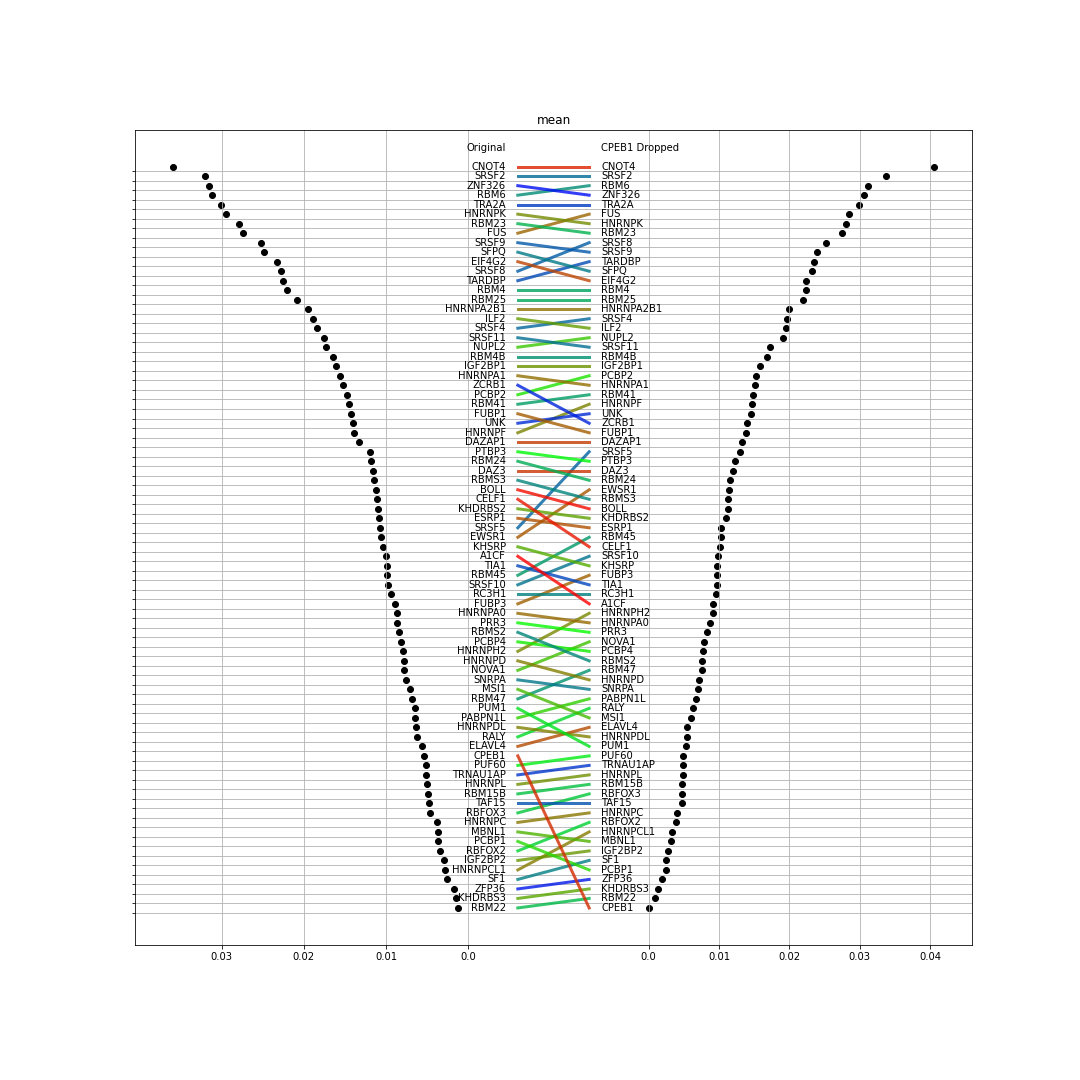 mean
Original CPEB1 Dropped
CNOT4 CNOT4
SRSF2 SRSF2
ZNF326 RBM6
RBM6 ZNF326
TRA2A TRA2A
HNRNPK FUS
RBM23 HNRNPK
FUS RBM23
SRSF9 SRSF8
SFPQ SRSF9
EIF4G2 TARDBP
SRSF8 SFPQ
TARDBP EIF4G2
RBM4 RBM4
RBM25 RBM25
HNRNPA2B1 HNRNPA2B1
ILF2 SRSF4
SRSF4 ILF2
SRSF11 NUPL2
NUPL2 SRSF11
RBM4B RBM4B
IGF2BP1 IGF2BP1
HNRNPA1 PCBP2
ZCRB1 HNRNPA1
PCBP2 RBM41
RBM41 HNRNPF
FUBP1 UNK
UNK ZCRB1
HNRNPF FUBP1
DAZAP1 DAZAP1
PTBP3 SRSF5
RBM24 PTBP3
DAZ3 DAZ3
RBMS3 RBM24
BOLL EWSR1
CELF1 RBMS3
KHDRBS2 BOLL
ESRP1 KHDRBS2
SRSF5 ESRP1
EWSR1 RBM45
KHSRP CELF1
A1CF SRSF10
TIA1 KHSRP
RBM45 FUBP3
SRSF10 TIA1
RC3H1 RC3H1
FUBP3 A1CF
HNRNPA0 HNRNPH2
PRR3 HNRNPA0
RBMS2 PRR3
PCBP4 NOVA1
HNRNPH2 PCBP4
HNRNPD RBMS2
NOVA1 RBM47
SNRPA HNRNPD
MSI1 SNRPA
RBM47 PABPN1L
PUM1 RALY
PABPN1L MSI1
HNRNPDL ELAVL4
RALY HNRNPDL
ELAVL4 PUM1
CPEB1 PUF60
PUF60 TRNAU1AP
TRNAU1AP HNRNPL
HNRNPL RBM15B
RBM15B RBFOX3
TAF15 TAF15
RBFOX3 HNRNPC
HNRNPC RBFOX2
MBNL1 HNRNPCL1
PCBP1 MBNL1
RBFOX2 IGF2BP2
IGF2BP2 SF1
HNRNPCL1 PCBP1
SF1 ZFP36
ZFP36 KHDRBS3
KHDRBS3 RBM22
RBM22 CPEB1
0.03 0.02 0.01 0.0 0.0 0.01 0.02 0.03 0.04